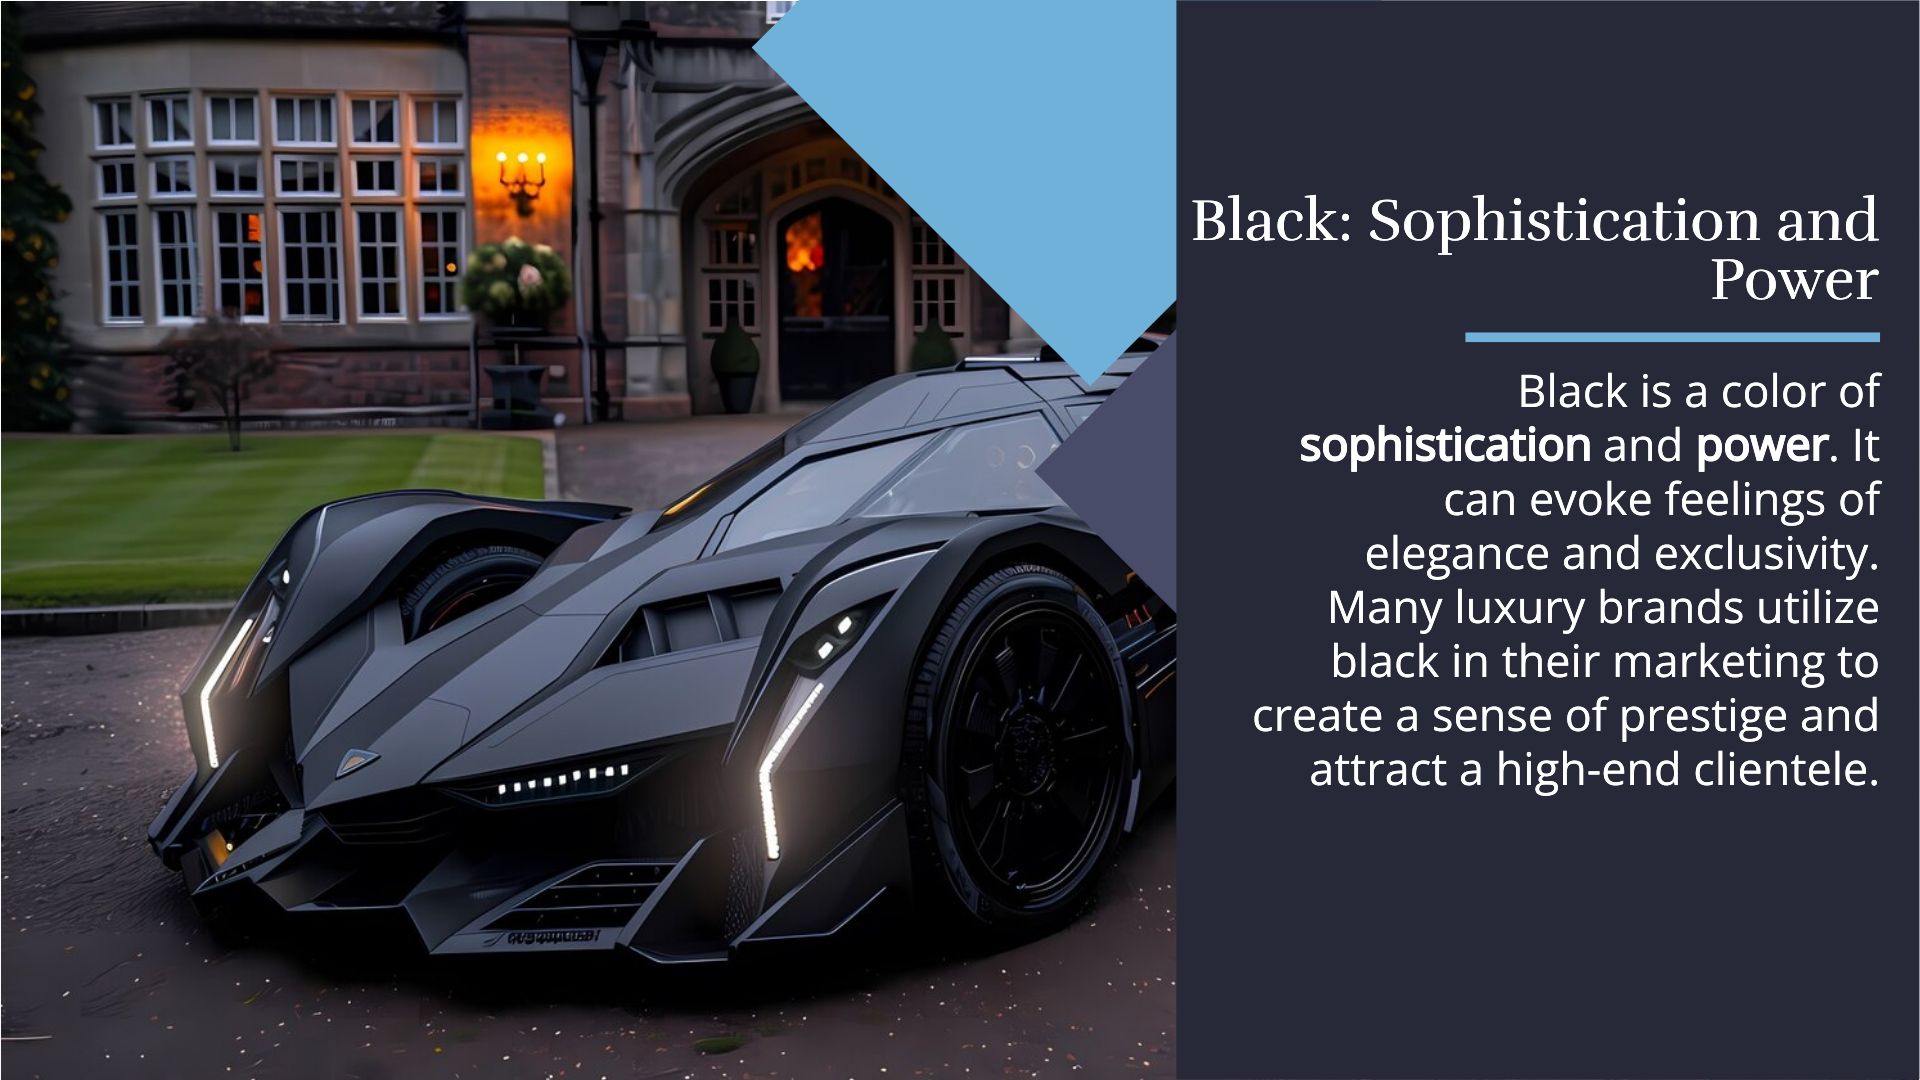 Black: Sophistication and
Power
Black is a color of
sophistication and power. It
can evoke feelings of
elegance and exclusivity.
Many luxury brands utilize
black in their marketing to
create a sense of prestige and
attract a high-end clientele.